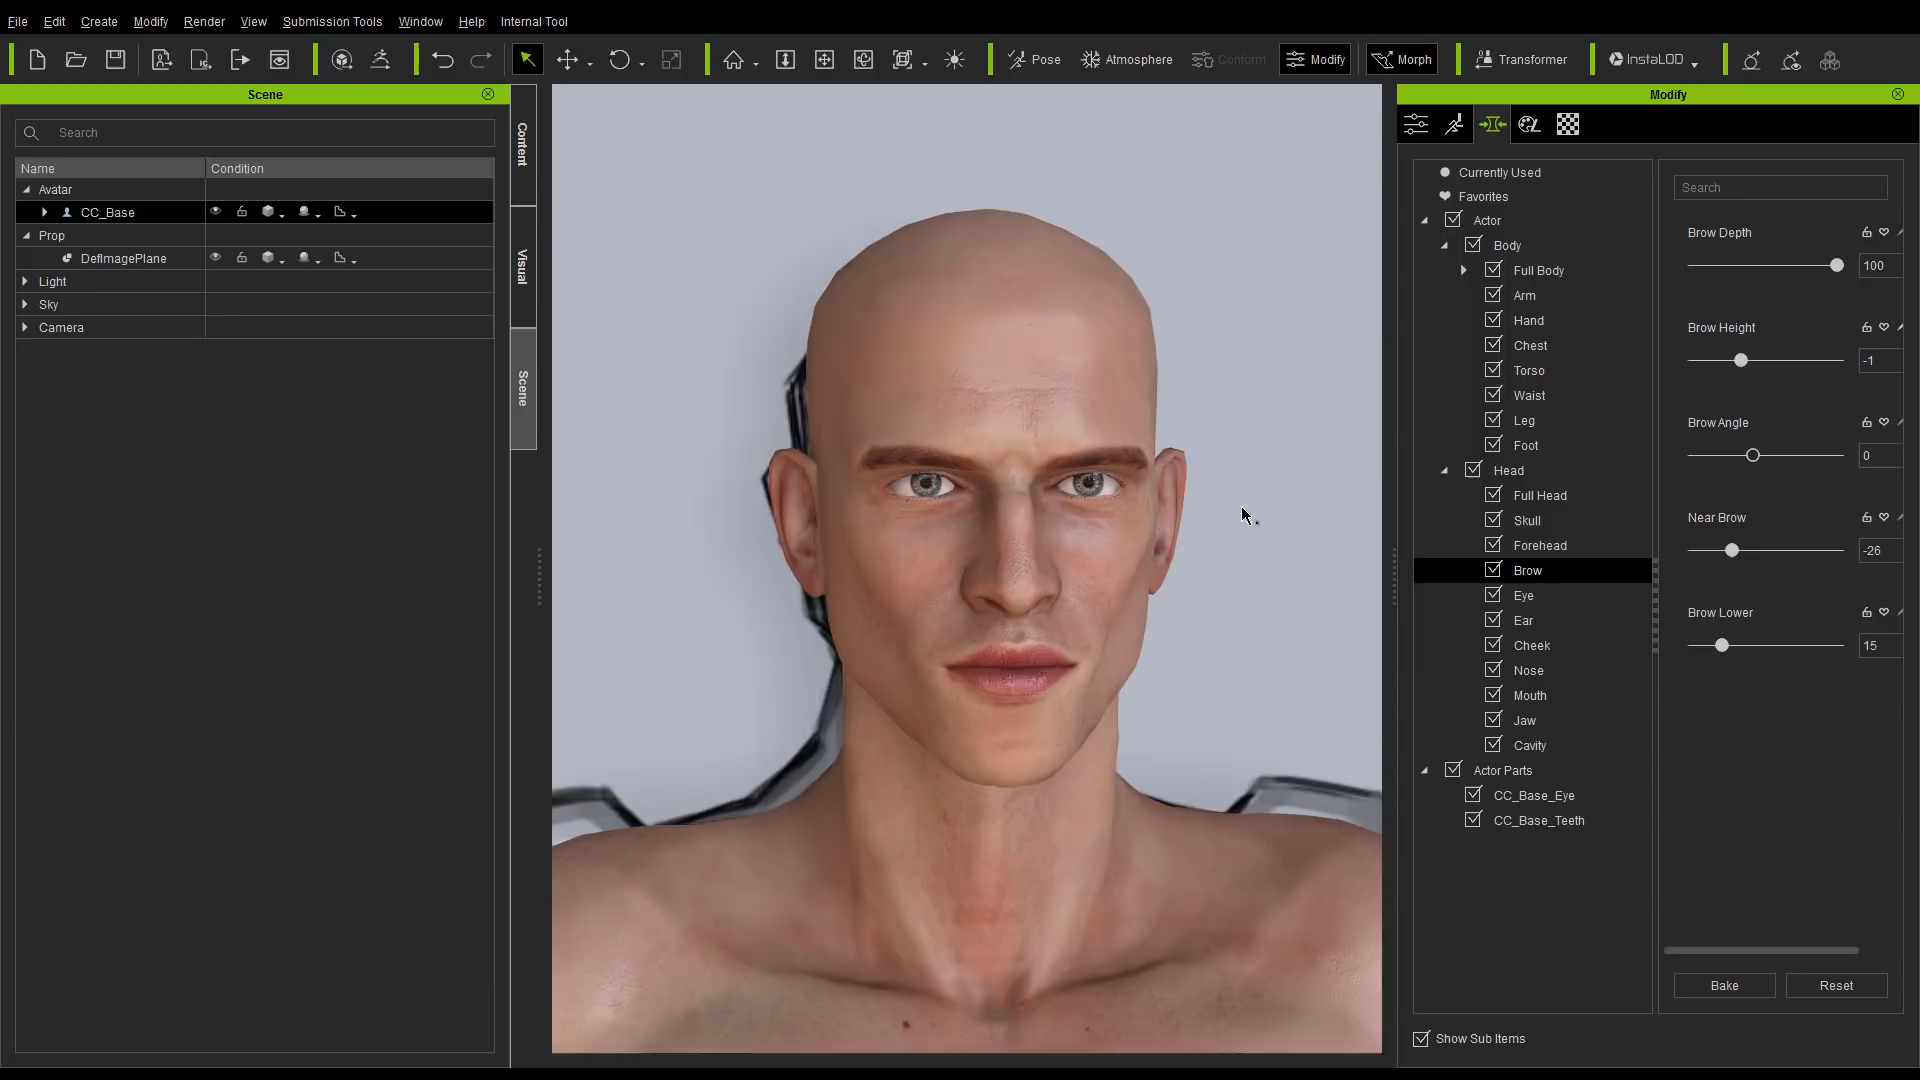 File Edit Create Modify Render View Submission Tools Window Help Internal Tool
Pose Atmosphere Conform Modify Morph Transformer InstaLOD
Scene
Search
Name Condition
Avatar
CC_Base
Prop
DefImagePlane
Light
Sky
Camera
Content
Visual
Scene
Modify
Currently Used
Favorites
Actor
Body
Full Body
Arm
Hand
Chest
Torso
Waist
Leg
Foot
Head
Full Head
Skull
Forehead
Brow
Eye
Ear
Cheek
Nose
Mouth
Jaw
Cavity
Actor Parts
CC_Base_Eye
CC_Base_Teeth
Show Sub Items
Search
Brow Depth
100
Brow Height
-1
Brow Angle
0
Near Brow
-26
Brow Lower
15
Bake Reset